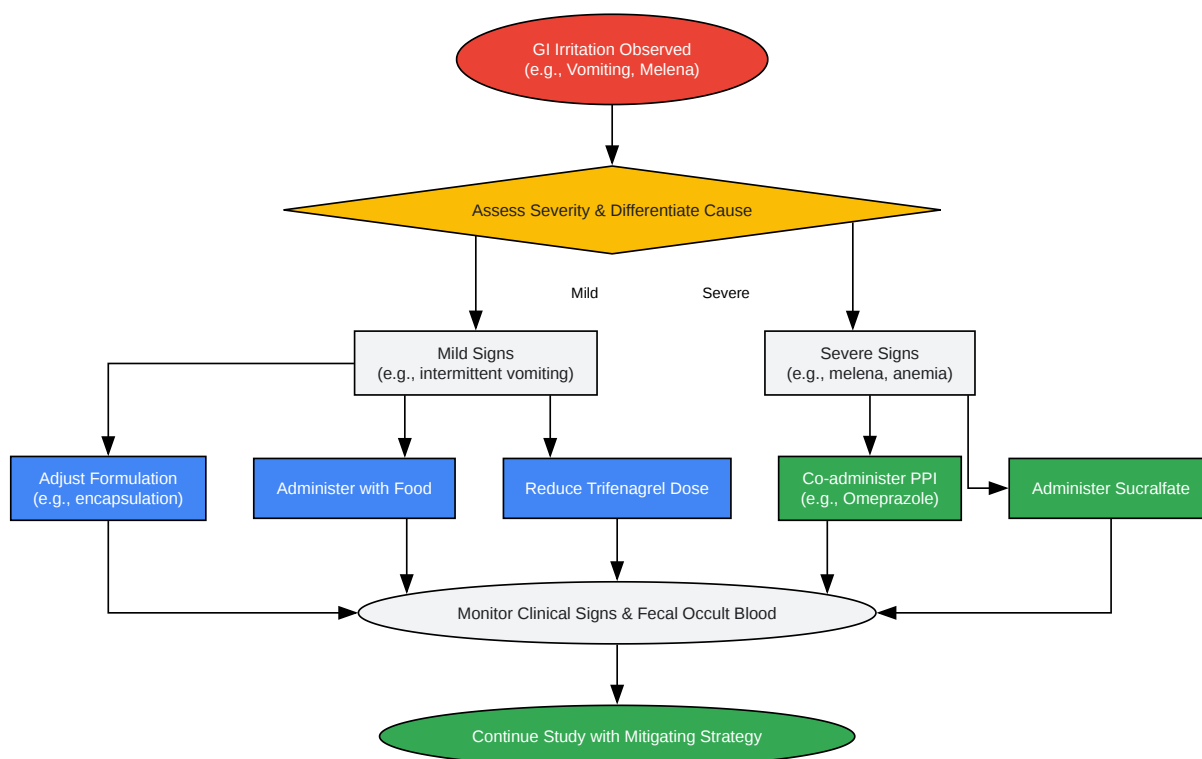 GI Irritation Observed
(e.g., Vomiting, Melena)
Assess Severity & Differentiate Cause
Mild
Severe
Mild Signs
(e.g., intermittent vomiting)
Severe Signs
(e.g., melena, anemia)
Adjust Formulation
(e.g., encapsulation)
Administer with Food
Reduce Trifenagrel Dose
Co-administer PPI
(e.g., Omeprazole)
Administer Sucralfate
Monitor Clinical Signs & Fecal Occult Blood
Continue Study with Mitigating Strategy